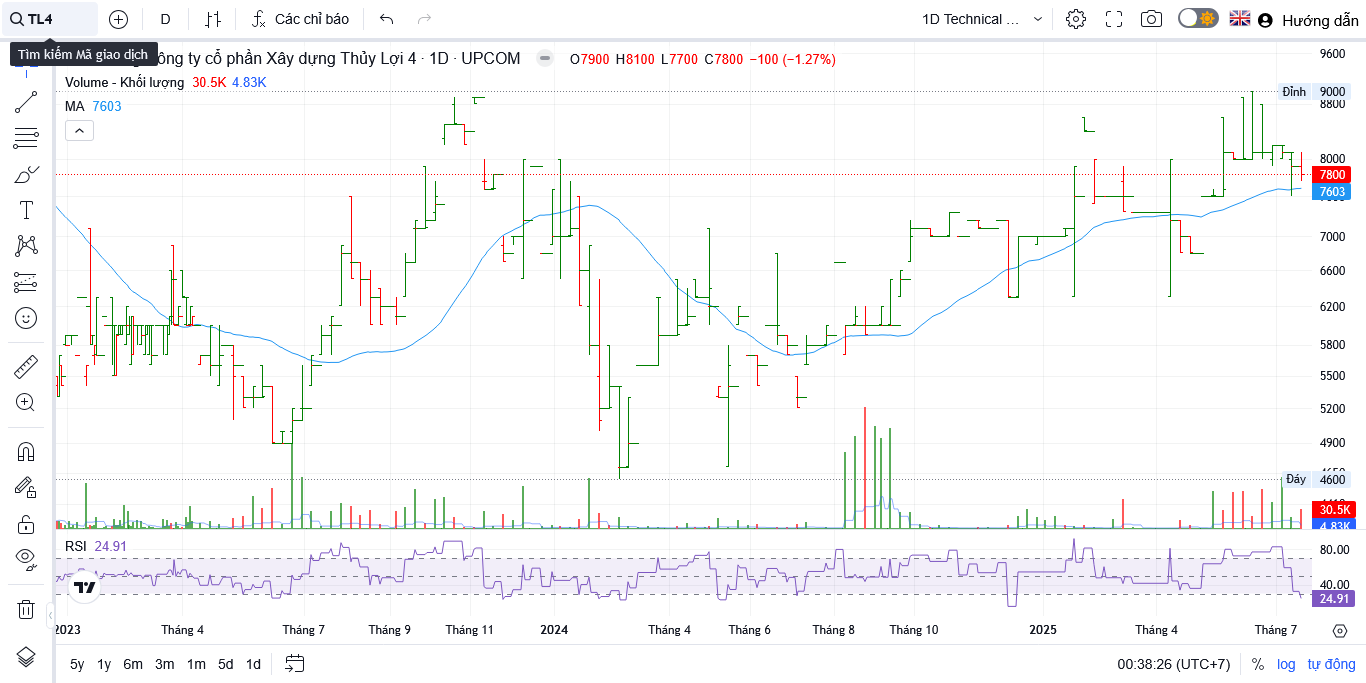 TL4
D
Các chỉ báo
1D Technical ...
Hướng dẫn
Tìm kiếm Mã giao dịch
ông ty cổ phần Xây dựng Thủy Lợi 4 · 1D · UPCOM
O7900 H8100 L7700 C7800 −100 (−1.27%)
Volume - Khối lượng 30.5K 4.83K
MA 7603
9600
Đỉnh 9000
8800
8000
7800
7603
7000
6600
6200
5800
5500
5200
4900
Đáy 4600
30.5K
4.83K
RSI 24.91
80.00
40.00
24.91
2023 Tháng 4 Tháng 7 Tháng 9 Tháng 11 2024 Tháng 4 Tháng 6 Tháng 8 Tháng 10 2025 Tháng 4 Tháng 7
5y 1y 6m 3m 1m 5d 1d
00:38:26 (UTC+7) % log tự động